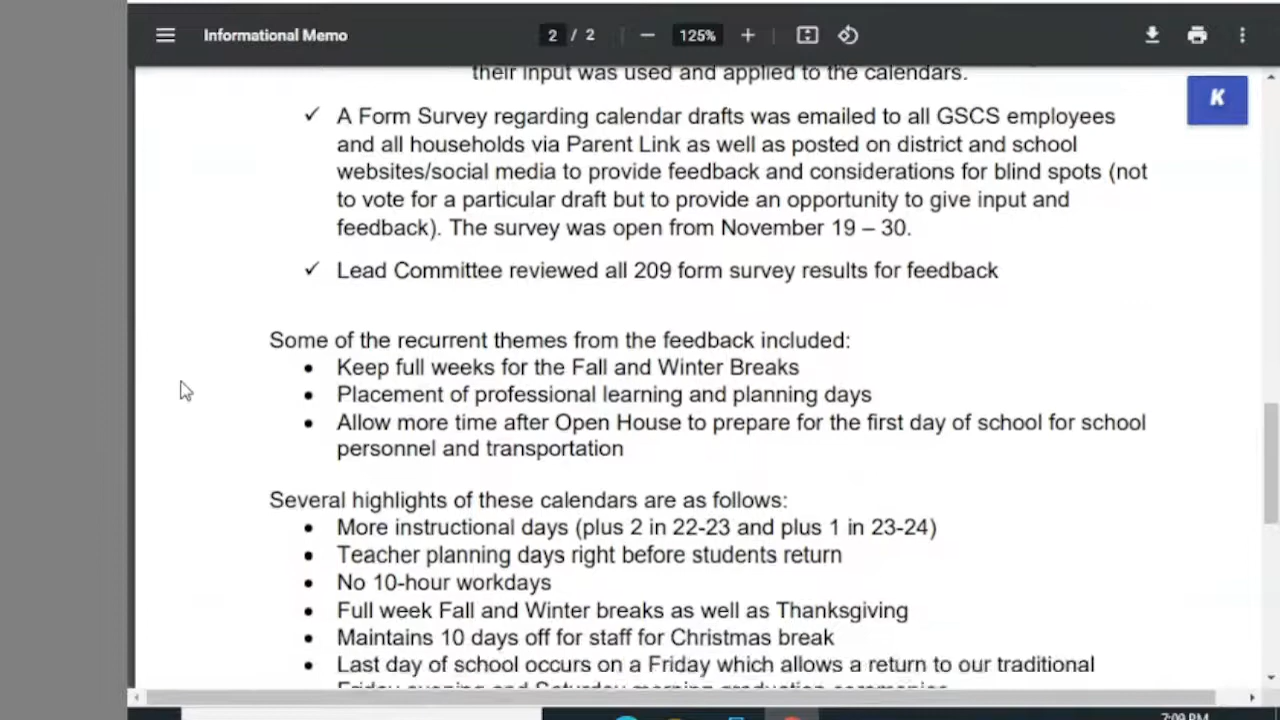 Informational Memo
2 / 2
125%
their input was used and applied to the calendars.
K
✓ A Form Survey regarding calendar drafts was emailed to all GSCS employees
and all households via Parent Link as well as posted on district and school
websites/social media to provide feedback and considerations for blind spots (not
to vote for a particular draft but to provide an opportunity to give input and
feedback). The survey was open from November 19 – 30.
✓ Lead Committee reviewed all 209 form survey results for feedback
Some of the recurrent themes from the feedback included:
• Keep full weeks for the Fall and Winter Breaks
• Placement of professional learning and planning days
• Allow more time after Open House to prepare for the first day of school for school
personnel and transportation
Several highlights of these calendars are as follows:
• More instructional days (plus 2 in 22-23 and plus 1 in 23-24)
• Teacher planning days right before students return
• No 10-hour workdays
• Full week Fall and Winter breaks as well as Thanksgiving
• Maintains 10 days off for staff for Christmas break
• Last day of school occurs on a Friday which allows a return to our traditional
Friday evening and Saturday morning graduation ceremonies
7:09 PM